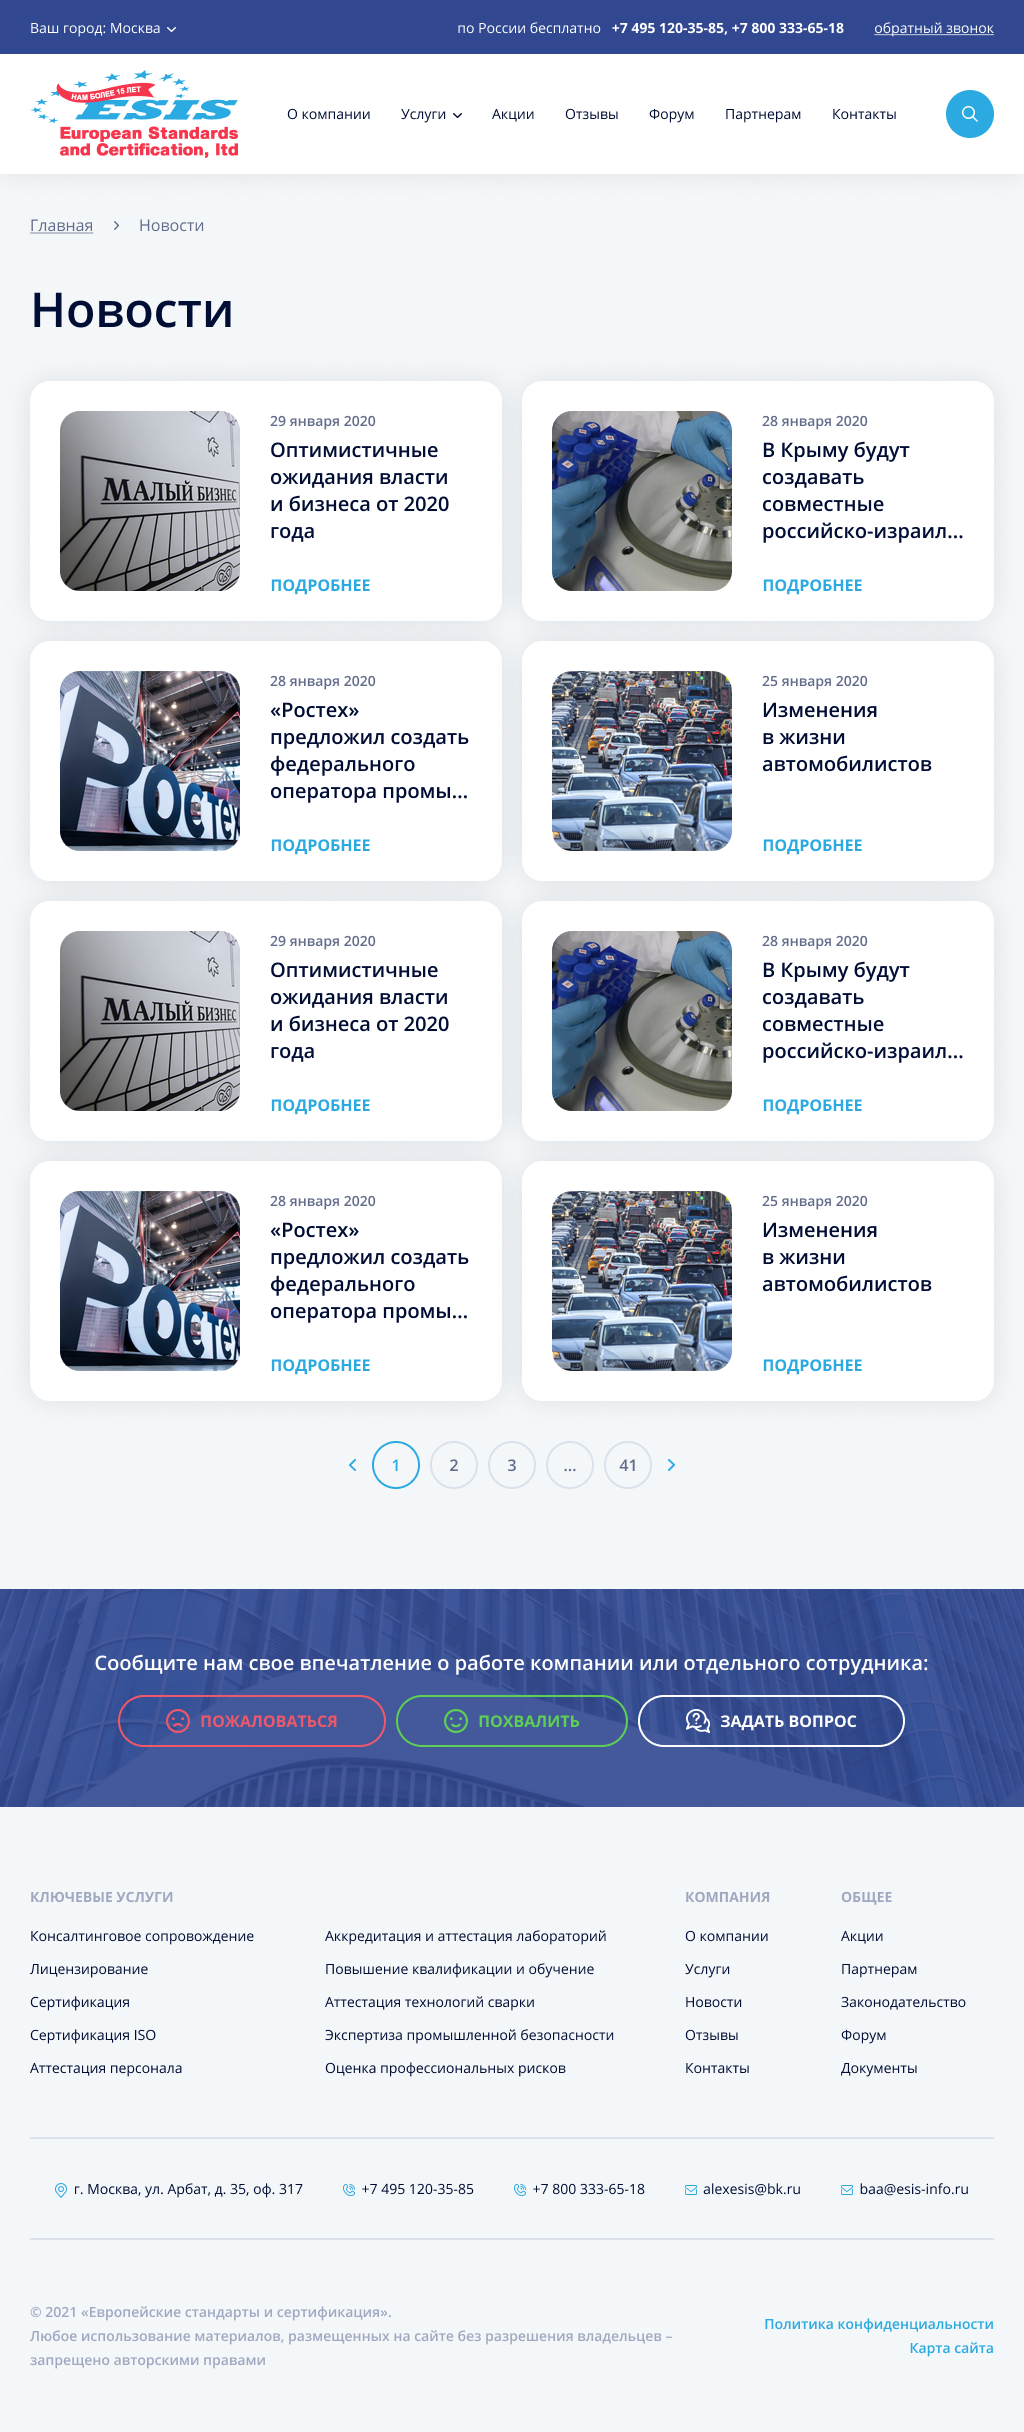 Ваш город: Москва
по России бесплатно +7 495 120-35-85, +7 800 333-65-18 обратный звонок
НАМ БОЛЕЕ 15 ЛЕТ
ESIS
European Standards
and Certification, ltd
О компании Услуги Акции Отзывы Форум Партнерам Контакты
Главная Новости
Новости
МАЛЫЙ БИЗНЕС
29 января 2020
Оптимистичные
ожидания власти
и бизнеса от 2020
года
ПОДРОБНЕЕ
28 января 2020
В Крыму будут
создавать
совместные
российско-израил...
ПОДРОБНЕЕ
Ростех
28 января 2020
«Ростех»
предложил создать
федерального
оператора промы...
ПОДРОБНЕЕ
25 января 2020
Изменения
в жизни
автомобилистов
ПОДРОБНЕЕ
МАЛЫЙ БИЗНЕС
29 января 2020
Оптимистичные
ожидания власти
и бизнеса от 2020
года
ПОДРОБНЕЕ
28 января 2020
В Крыму будут
создавать
совместные
российско-израил...
ПОДРОБНЕЕ
Ростех
28 января 2020
«Ростех»
предложил создать
федерального
оператора промы...
ПОДРОБНЕЕ
25 января 2020
Изменения
в жизни
автомобилистов
ПОДРОБНЕЕ
1 2 3 ... 41
Сообщите нам свое впечатление о работе компании или отдельного сотрудника:
ПОЖАЛОВАТЬСЯ ПОХВАЛИТЬ ЗАДАТЬ ВОПРОС
КЛЮЧЕВЫЕ УСЛУГИ
Консалтинговое сопровождение
Лицензирование
Сертификация
Сертификация ISO
Аттестация персонала
Аккредитация и аттестация лабораторий
Повышение квалификации и обучение
Аттестация технологий сварки
Экспертиза промышленной безопасности
Оценка профессиональных рисков
КОМПАНИЯ
О компании
Услуги
Новости
Отзывы
Контакты
ОБЩЕЕ
Акции
Партнерам
Законодательство
Форум
Документы
г. Москва, ул. Арбат, д. 35, оф. 317 +7 495 120-35-85 +7 800 333-65-18 alexesis@bk.ru baa@esis-info.ru
© 2021 «Европейские стандарты и сертификация».
Любое использование материалов, размещенных на сайте без разрешения владельцев –
запрещено авторскими правами
Политика конфиденциальности
Карта сайта